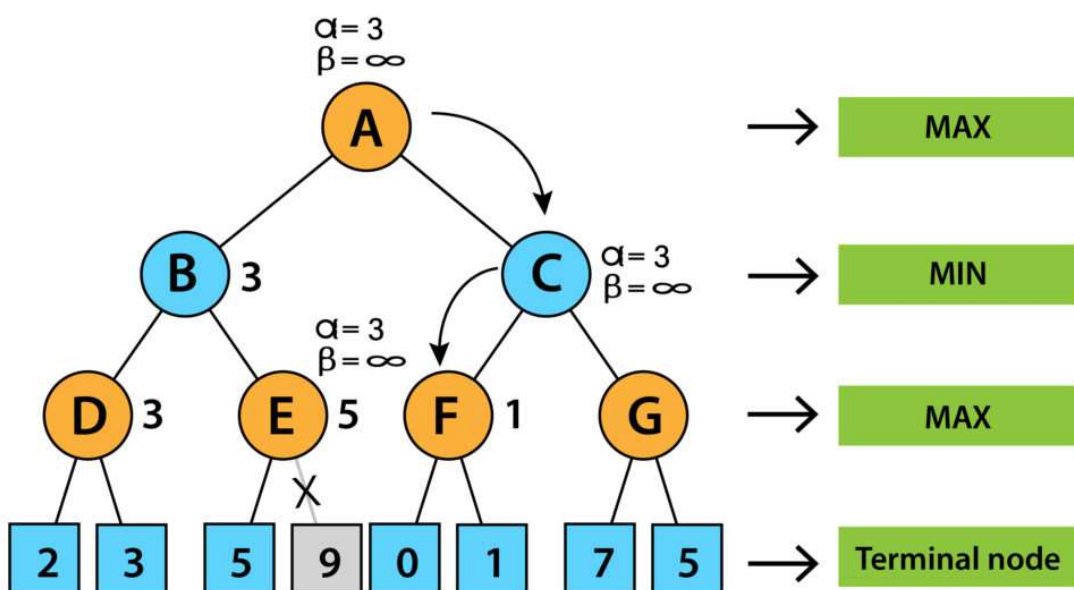 α = 3
β = ∞
A
MAX
B
3
C
α = 3
β = ∞
MIN
α = 3
β = ∞
D
3
E
5
F
1
G
MAX
X
2
3
5
9
0
1
7
5
Terminal node